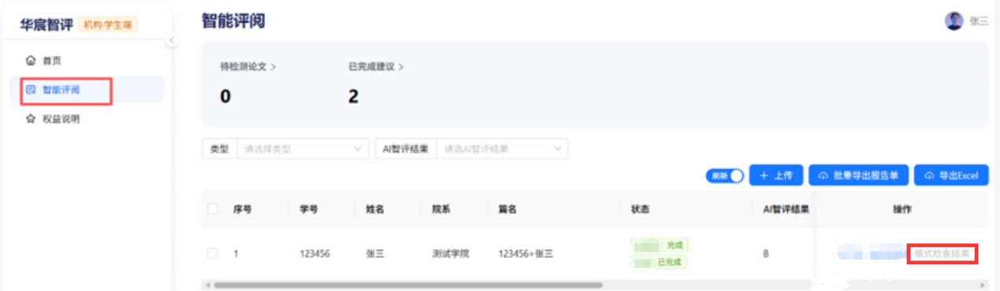 华宸智评 机构·学生端
首页
智能评阅
权益说明
智能评阅
张三
待检测论文 >
已完成建议 >
0
2
类型 请选择类型
AI智评结果 请选AI智评结果
刷新
+ 上传
批量导出报告单
导出Excel
序号 学号 姓名 院系 篇名 状态 AI智评结果 操作
1 123456 张三 测试学院 123456+张三 完成 B 格式检查结果
已完成